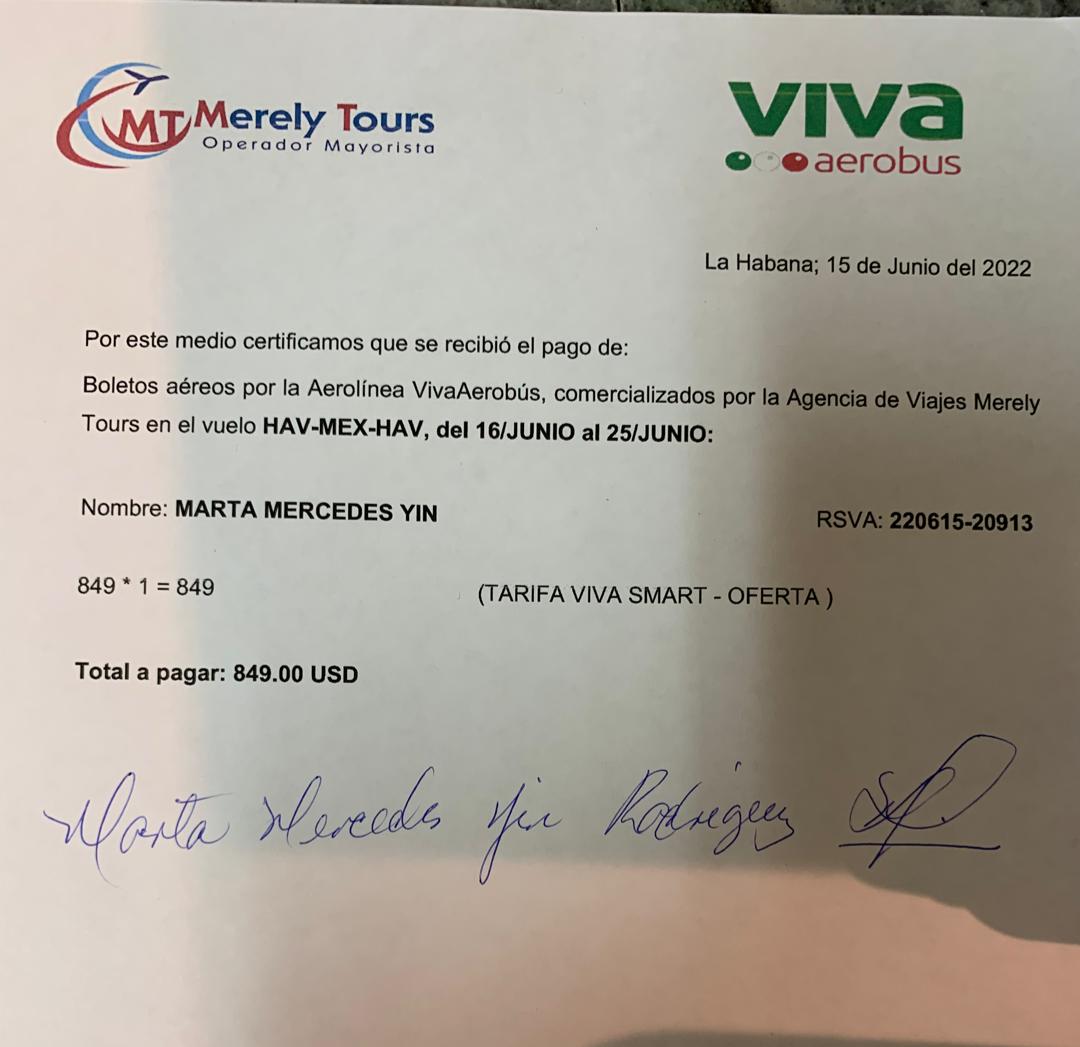 MT Merely Tours
Operador Mayorista
viva
aerobus
La Habana; 15 de Junio del 2022
Por este medio certificamos que se recibió el pago de:
Boletos aéreos por la Aerolínea VivaAerobús, comercializados por la Agencia de Viajes Merely
Tours en el vuelo HAV-MEX-HAV, del 16/JUNIO al 25/JUNIO:
Nombre: MARTA MERCEDES YIN
RSVA: 220615-20913
849 * 1 = 849
(TARIFA VIVA SMART - OFERTA )
Total a pagar: 849.00 USD
Marta Mercedes Yin Rodríguez